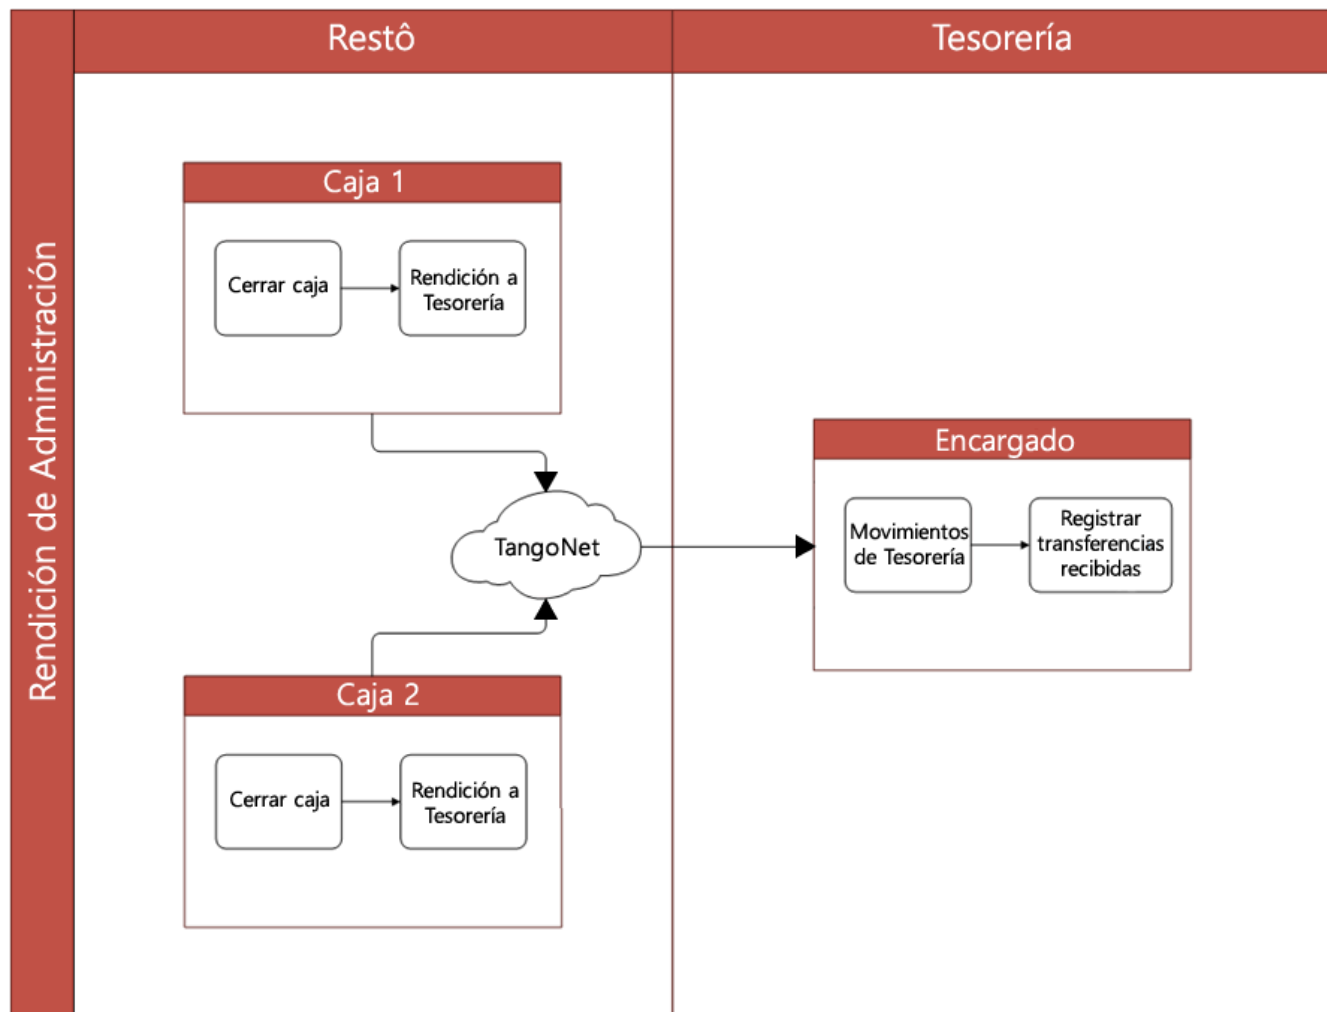 Restô
Tesorería
Rendición de Administración
Caja 1
Cerrar caja
Rendición a
Tesorería
TangoNet
Caja 2
Cerrar caja
Rendición a
Tesorería
Encargado
Movimientos
de Tesorería
Registrar
transferencias
recibidas